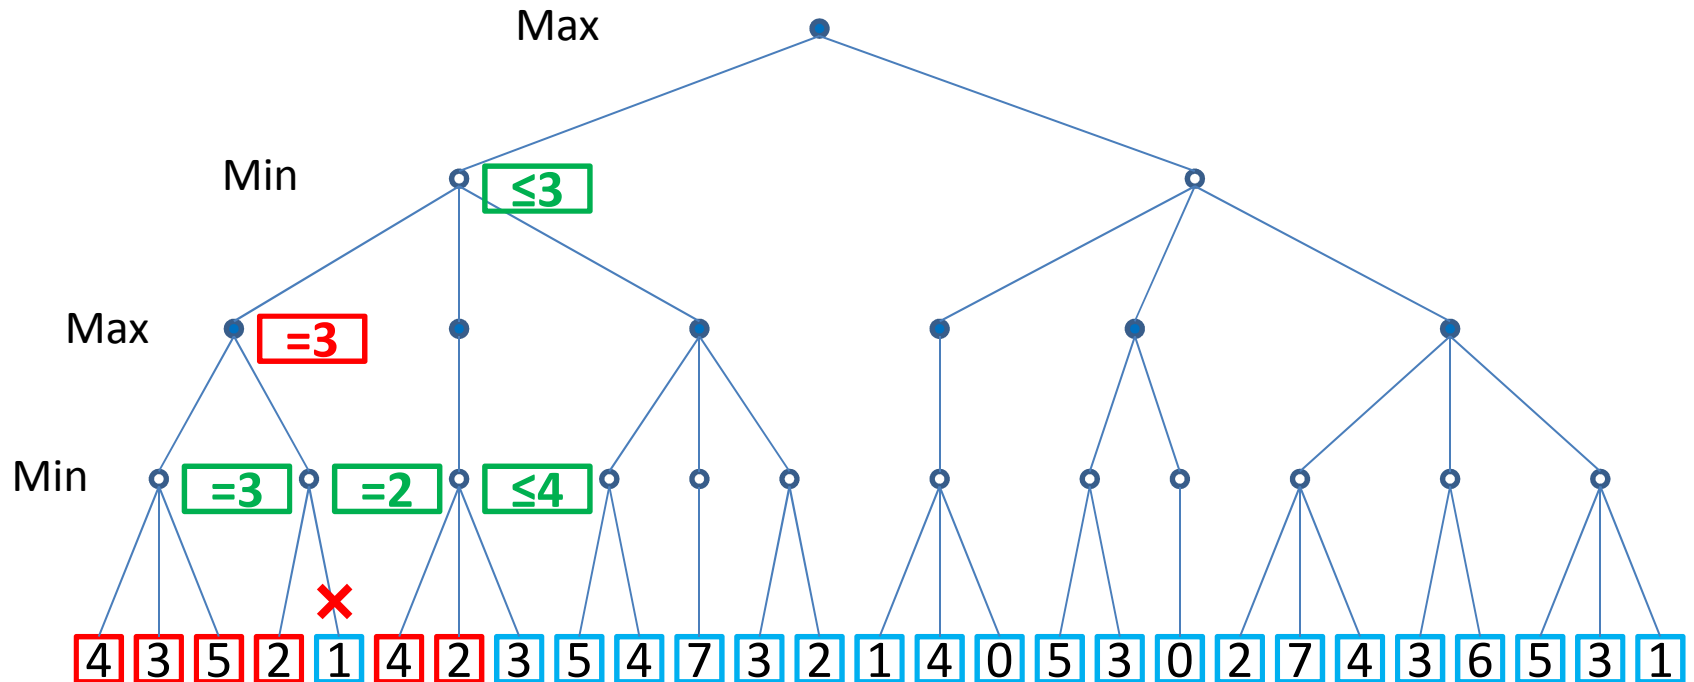 Max
Min ≤3
Max =3
Min =3 =2 ≤4
4 3 5 2 1 4 2 3 5 4 7 3 2 1 4 0 5 3 0 2 7 4 3 6 5 3 1